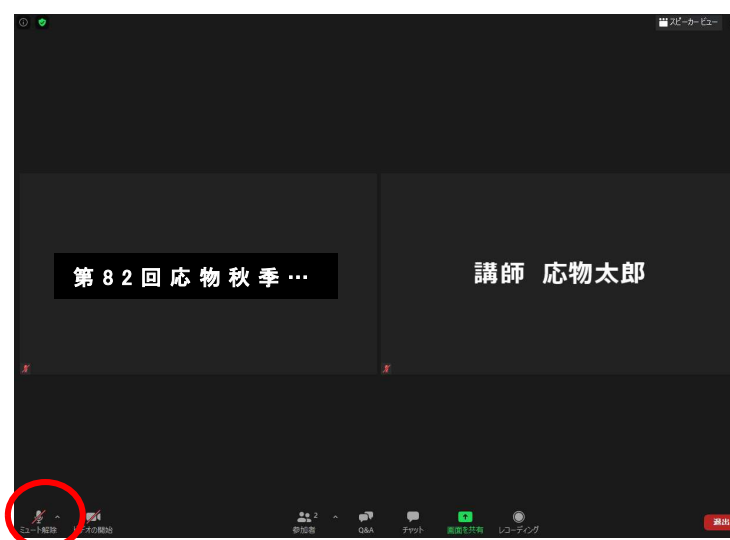 スピーカービュー
第82回応物秋季…
講師 応物太郎
ミュート解除
ビデオの開始
参加者
2
Q&A
チャット
画面を共有
レコーディング
退出